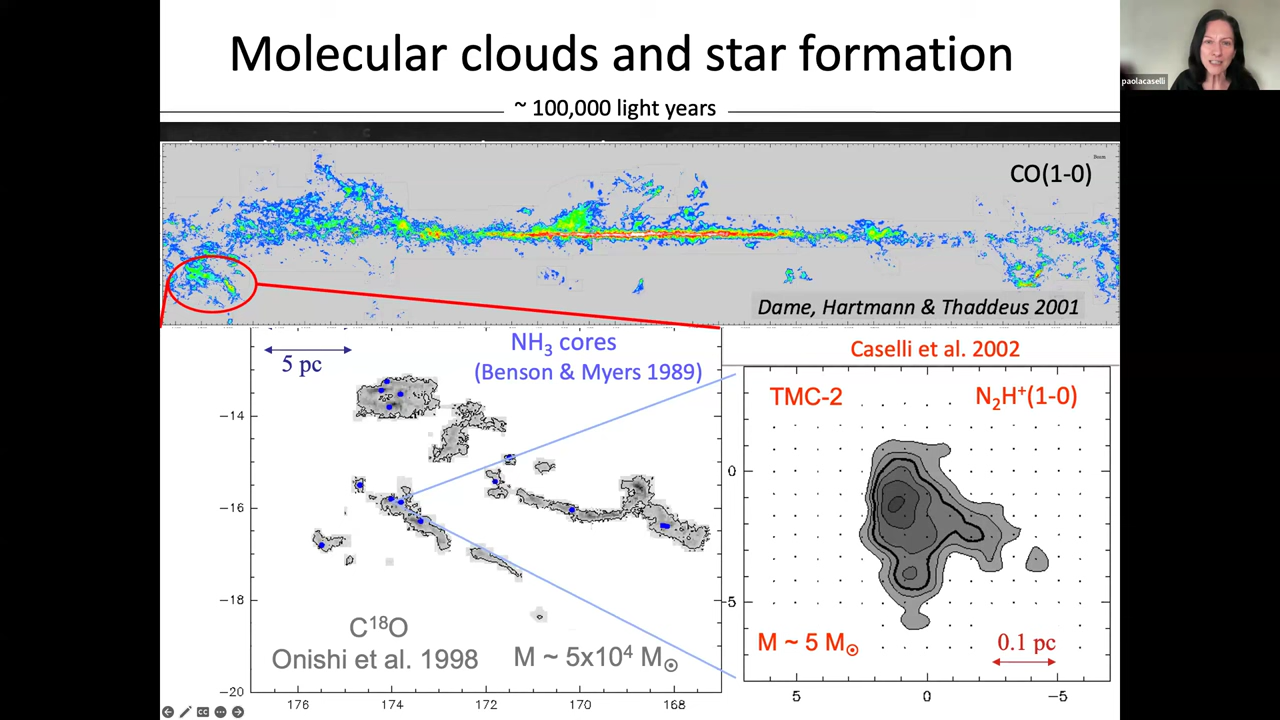 Molecular clouds and star formation
paolacaselli
~ 100,000 light years
CO(1-0)
Dame, Hartmann & Thaddeus 2001
5 pc
NH₃ cores
(Benson & Myers 1989)
Caselli et al. 2002
TMC-2
N₂H⁺(1-0)
−14
−16
−18
−20
C¹⁸O
Onishi et al. 1998
M ~ 5x10⁴ M☉
176
174
172
170
168
0
-5
M ~ 5 M☉
0.1 pc
5
0
−5